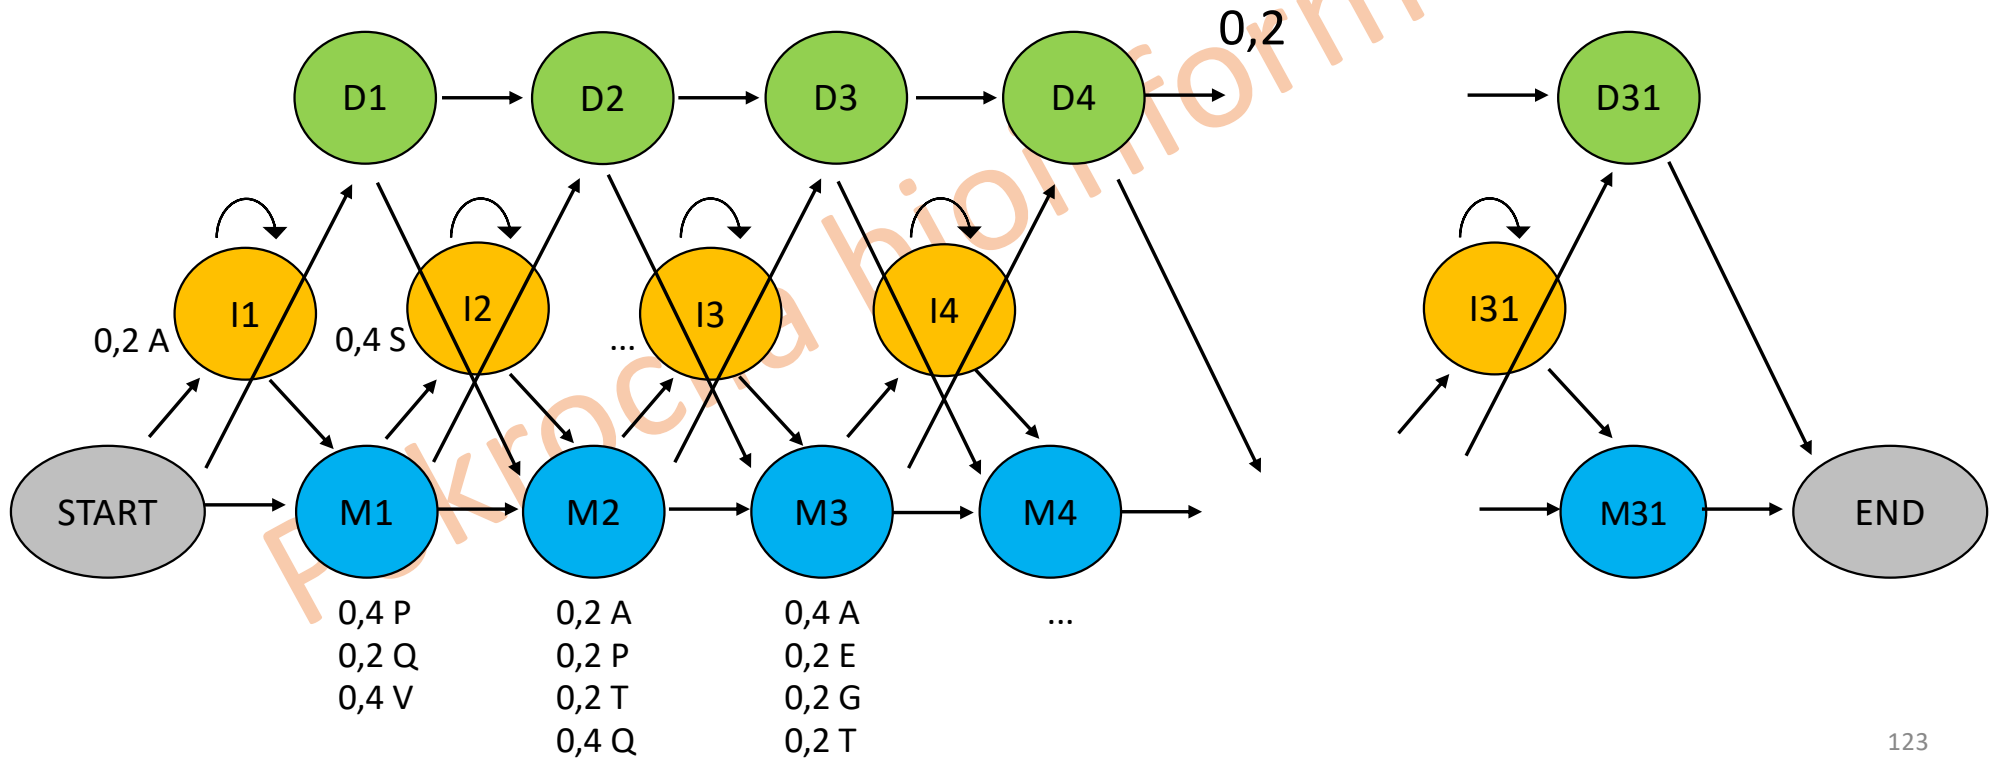 0,2
D1
D2
D3
D4
D31
I1
I2
I3
I4
I31
0,2 A
0,4 S
...
START
M1
M2
M3
M4
M31
END
0,4 P
0,2 Q
0,4 V
0,2 A
0,2 P
0,2 T
0,4 Q
0,4 A
0,2 E
0,2 G
0,2 T
...
123